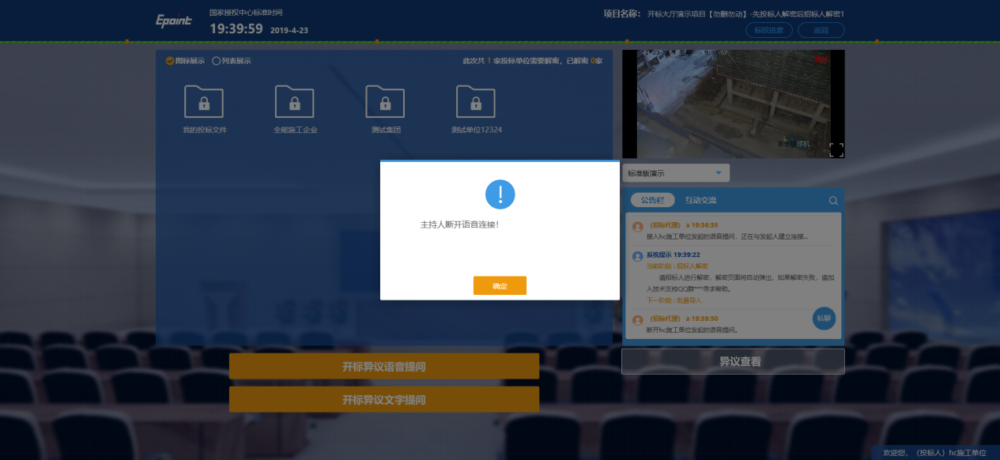 Epoint
国家授权中心标准时间
19:39:59 2019-4-23
项目名称: 开标大厅演示项目【勿删勿动】-先投标人解密后招标人解密1
标段进度 返回
图标展示 列表展示
此次共 1 家投标单位需要解密，已解密 0家
我的投标文件
全能施工企业
测试集团
测试单位12324
主持人断开语音连接！
确定
标准版演示
公告栏 互动交流
（招标代理） a 19:36:38
接入hc施工单位发起的语音提问，正在与发起人建立连接...
系统提示 19:39:22
当前阶段：招标人解密
请招标人进行解密，解密页面将自动弹出，如果解密失败，请加
入技术支持QQ群***寻求帮助。
下一阶段：批量导入
（招标代理） a 19:39:50
断开hc施工单位发起的语音提问。
私聊
开标异议语音提问
开标异议文字提问
异议查看
欢迎您，（投标人）hc施工单位